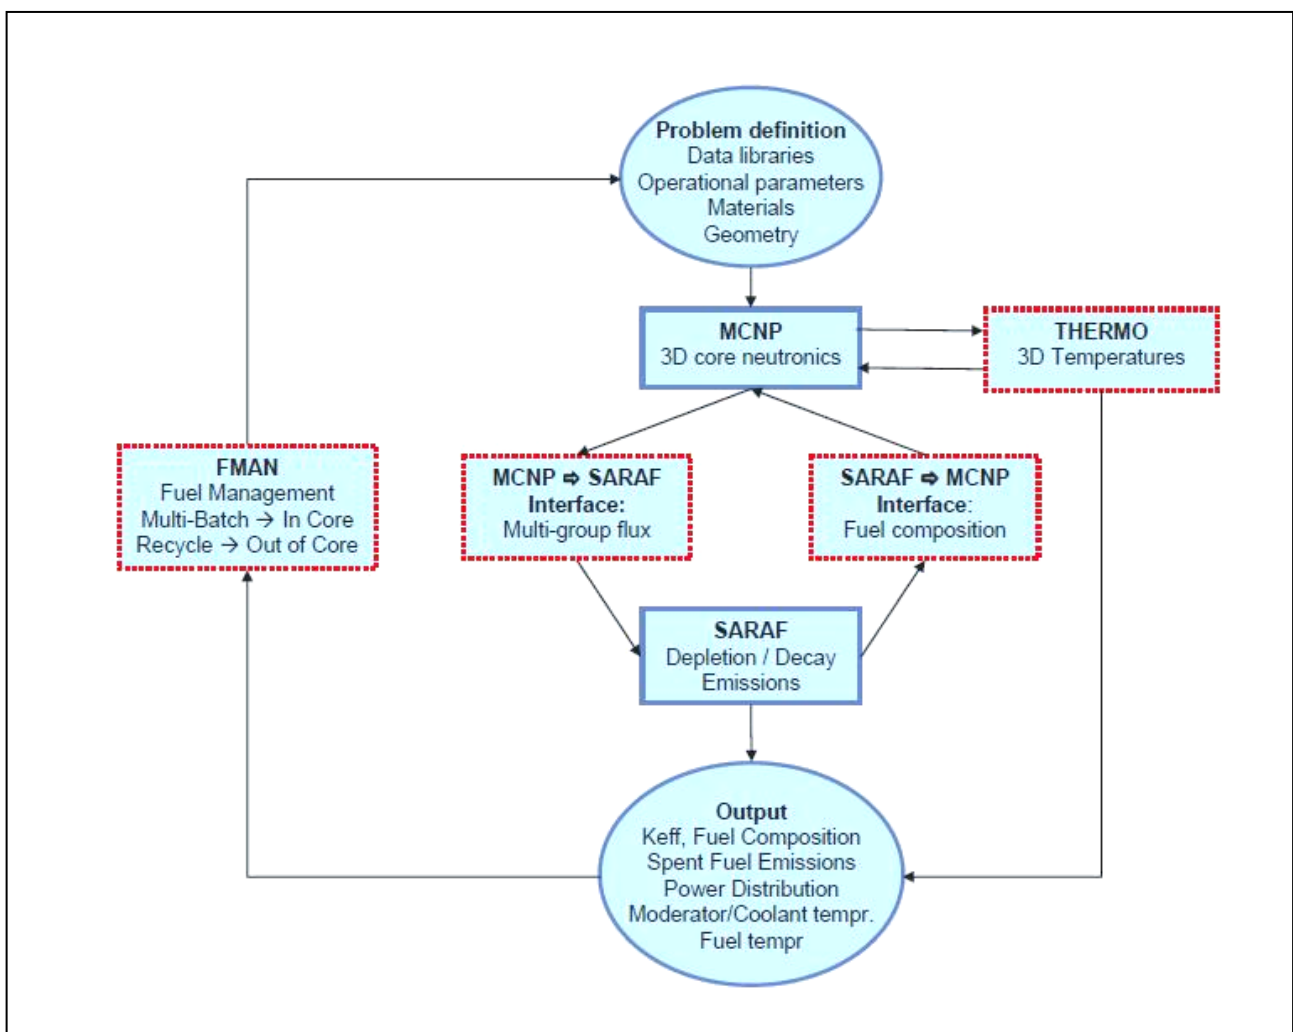 Problem definition
Data libraries
Operational parameters
Materials
Geometry
MCNP
3D core neutronics
THERMO
3D Temperatures
FMAN
Fuel Management
Multi-Batch → In Core
Recycle → Out of Core
MCNP ⇨ SARAF
Interface:
Multi-group flux
SARAF ⇨ MCNP
Interface:
Fuel composition
SARAF
Depletion / Decay
Emissions
Output
Keff, Fuel Composition
Spent Fuel Emissions
Power Distribution
Moderator/Coolant tempr.
Fuel tempr